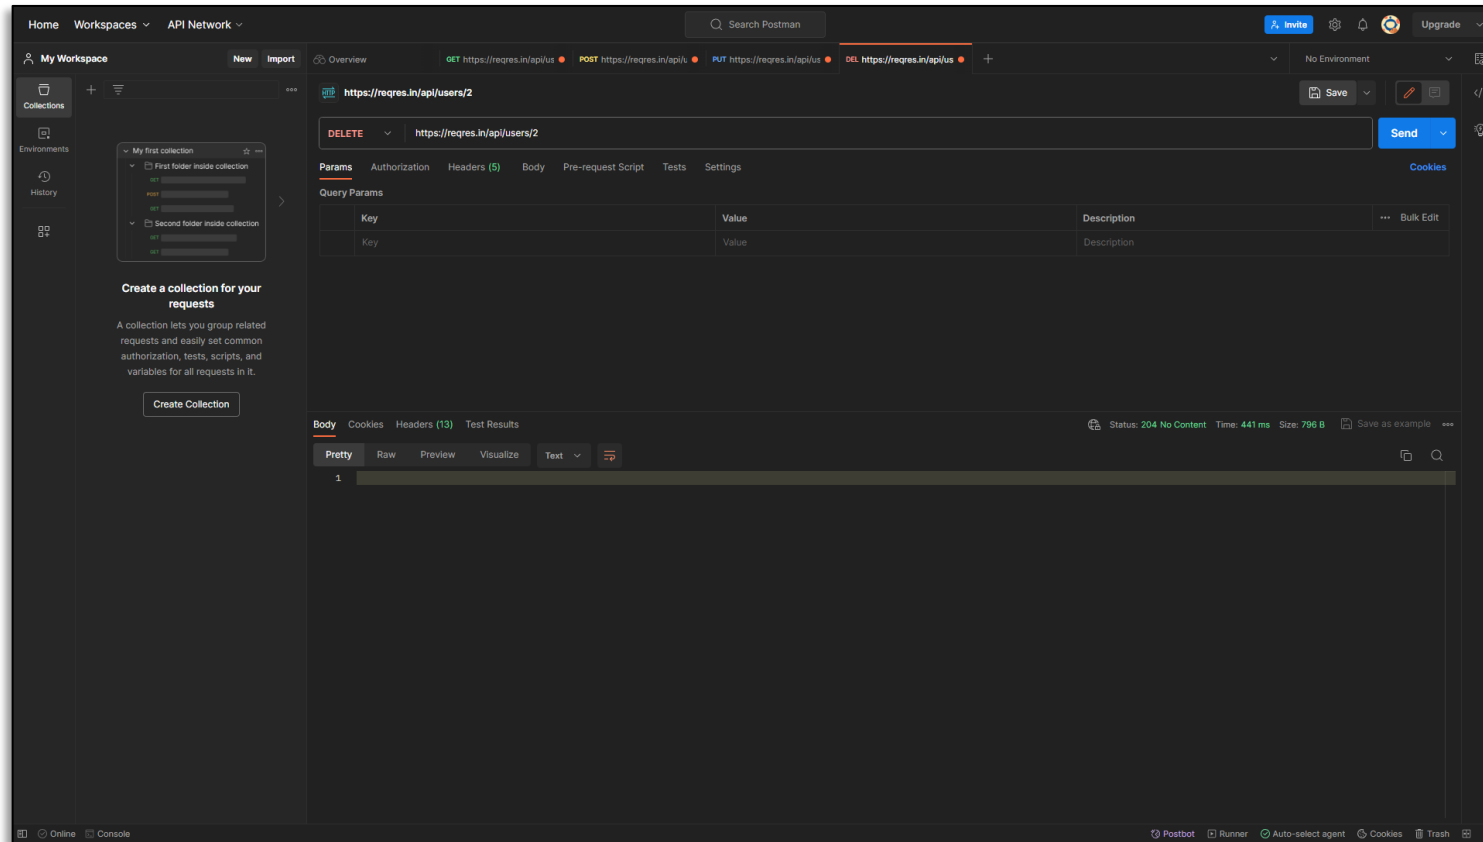 Home Workspaces API Network Search Postman Invite Upgrade
My Workspace New Import Overview GET https://reqres.in/api/us POST https://reqres.in/api/u PUT https://reqres.in/api/us DEL https://reqres.in/api/us No Environment
Collections
Environments
History
HTTP https://reqres.in/api/users/2 Save
DELETE https://reqres.in/api/users/2 Send
Params Authorization Headers (5) Body Pre-request Script Tests Settings Cookies
Query Params
Key Value Description Bulk Edit
Key Value Description
My first collection
First folder inside collection
GET
POST
GET
Second folder inside collection
GET
GET
Create a collection for your
requests
A collection lets you group related
requests and easily set common
authorization, tests, scripts, and
variables for all requests in it.
Create Collection
Body Cookies Headers (13) Test Results Status: 204 No Content Time: 441 ms Size: 796 B Save as example
Pretty Raw Preview Visualize Text
1
Online Console Postbot Runner Auto-select agent Cookies Trash